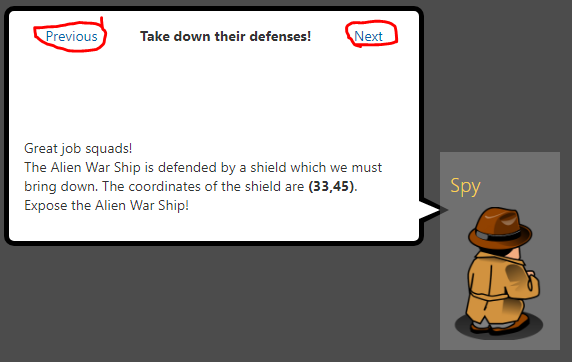 Previous Take down their defenses! Next
Great job squads!
The Alien War Ship is defended by a shield which we must
bring down. The coordinates of the shield are (33,45).
Expose the Alien War Ship!
Spy